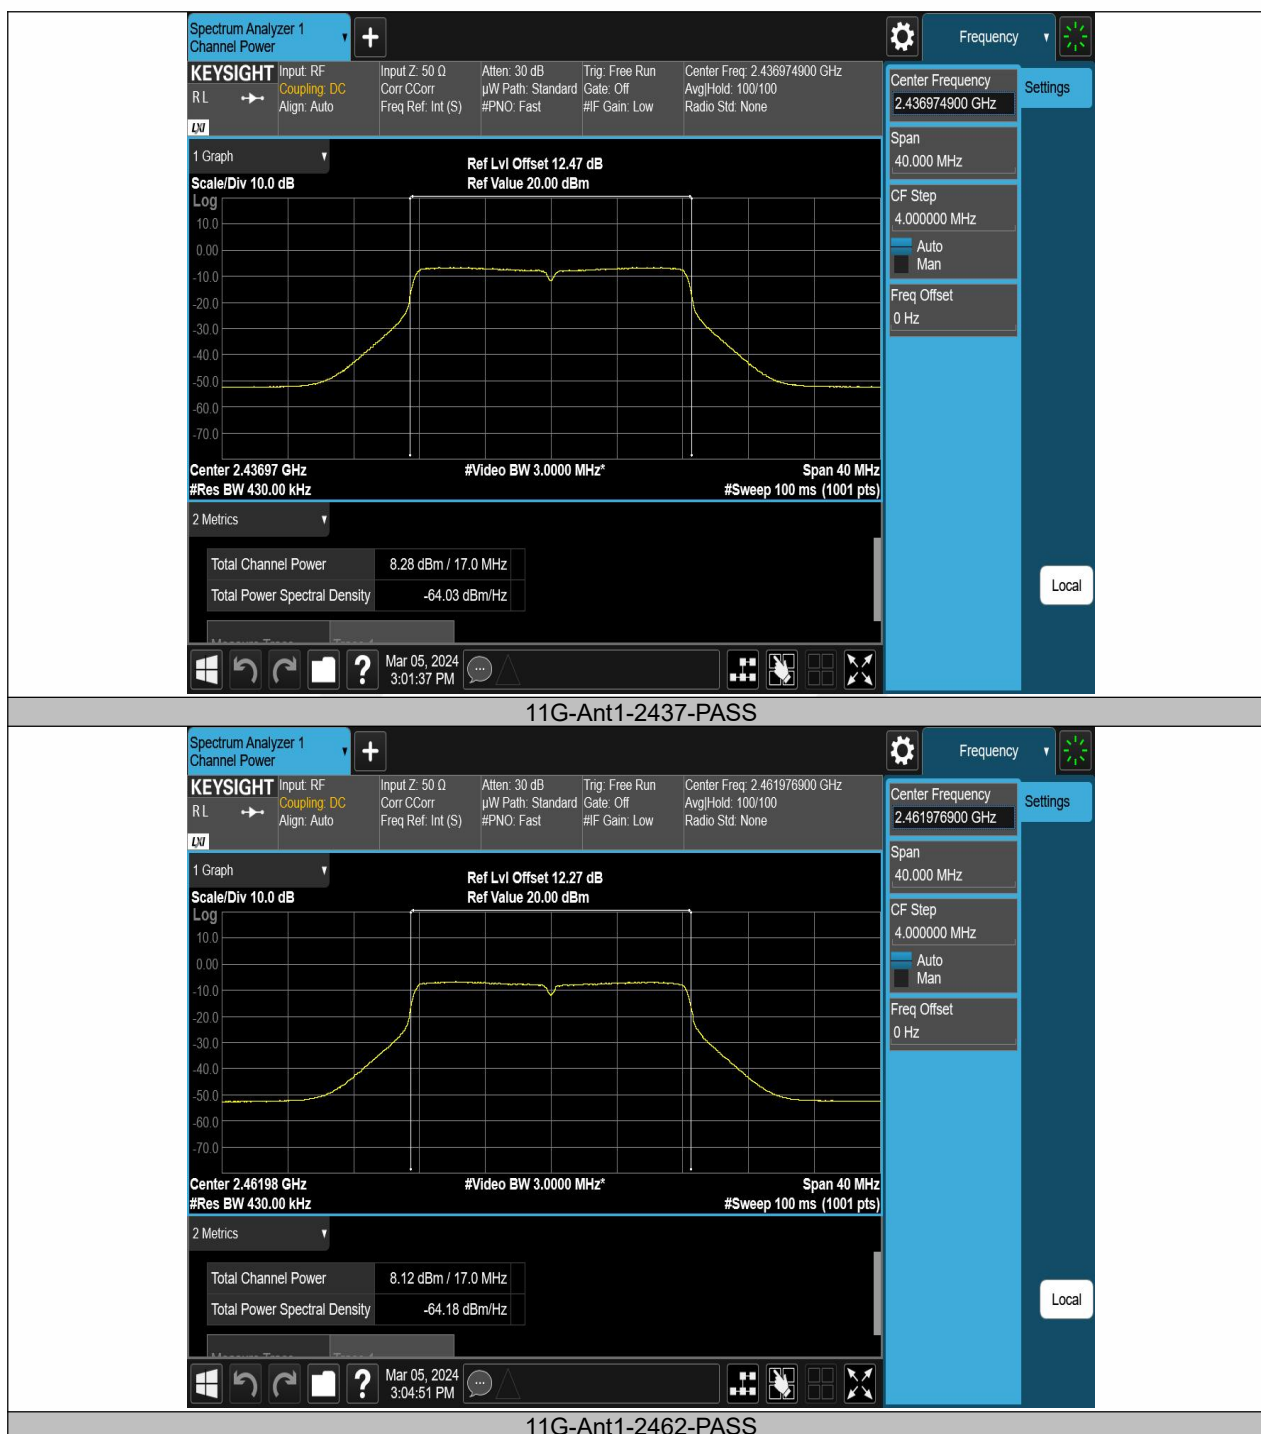 Spectrum Analyzer 1
Channel Power
+
Frequency
KEYSIGHT
R L
LXI
Input: RF
Coupling: DC
Align: Auto
Input Z: 50 Ω
Corr CCorr
Freq Ref: Int (S)
Atten: 30 dB
µW Path: Standard
#PNO: Fast
Trig: Free Run
Gate: Off
#IF Gain: Low
Center Freq: 2.436974900 GHz
Avg|Hold: 100/100
Radio Std: None
Center Frequency
2.436974900 GHz
Settings
Span
40.000 MHz
CF Step
4.000000 MHz
Auto
Man
Freq Offset
0 Hz
1 Graph
Ref Lvl Offset 12.47 dB
Scale/Div 10.0 dB
Ref Value 20.00 dBm
Log
10.0
0.00
-10.0
-20.0
-30.0
-40.0
-50.0
-60.0
-70.0
Center 2.43697 GHz
#Video BW 3.0000 MHz*
Span 40 MHz
#Res BW 430.00 kHz
#Sweep 100 ms (1001 pts)
2 Metrics
Total Channel Power 8.28 dBm / 17.0 MHz
Total Power Spectral Density -64.03 dBm/Hz
Local
?
Mar 05, 2024
3:01:37 PM
11G-Ant1-2437-PASS
Spectrum Analyzer 1
Channel Power
+
Frequency
KEYSIGHT
R L
LXI
Input: RF
Coupling: DC
Align: Auto
Input Z: 50 Ω
Corr CCorr
Freq Ref: Int (S)
Atten: 30 dB
µW Path: Standard
#PNO: Fast
Trig: Free Run
Gate: Off
#IF Gain: Low
Center Freq: 2.461976900 GHz
Avg|Hold: 100/100
Radio Std: None
Center Frequency
2.461976900 GHz
Settings
Span
40.000 MHz
CF Step
4.000000 MHz
Auto
Man
Freq Offset
0 Hz
1 Graph
Ref Lvl Offset 12.27 dB
Scale/Div 10.0 dB
Ref Value 20.00 dBm
Log
10.0
0.00
-10.0
-20.0
-30.0
-40.0
-50.0
-60.0
-70.0
Center 2.46198 GHz
#Video BW 3.0000 MHz*
Span 40 MHz
#Res BW 430.00 kHz
#Sweep 100 ms (1001 pts)
2 Metrics
Total Channel Power 8.12 dBm / 17.0 MHz
Total Power Spectral Density -64.18 dBm/Hz
Local
?
Mar 05, 2024
3:04:51 PM
11G-Ant1-2462-PASS